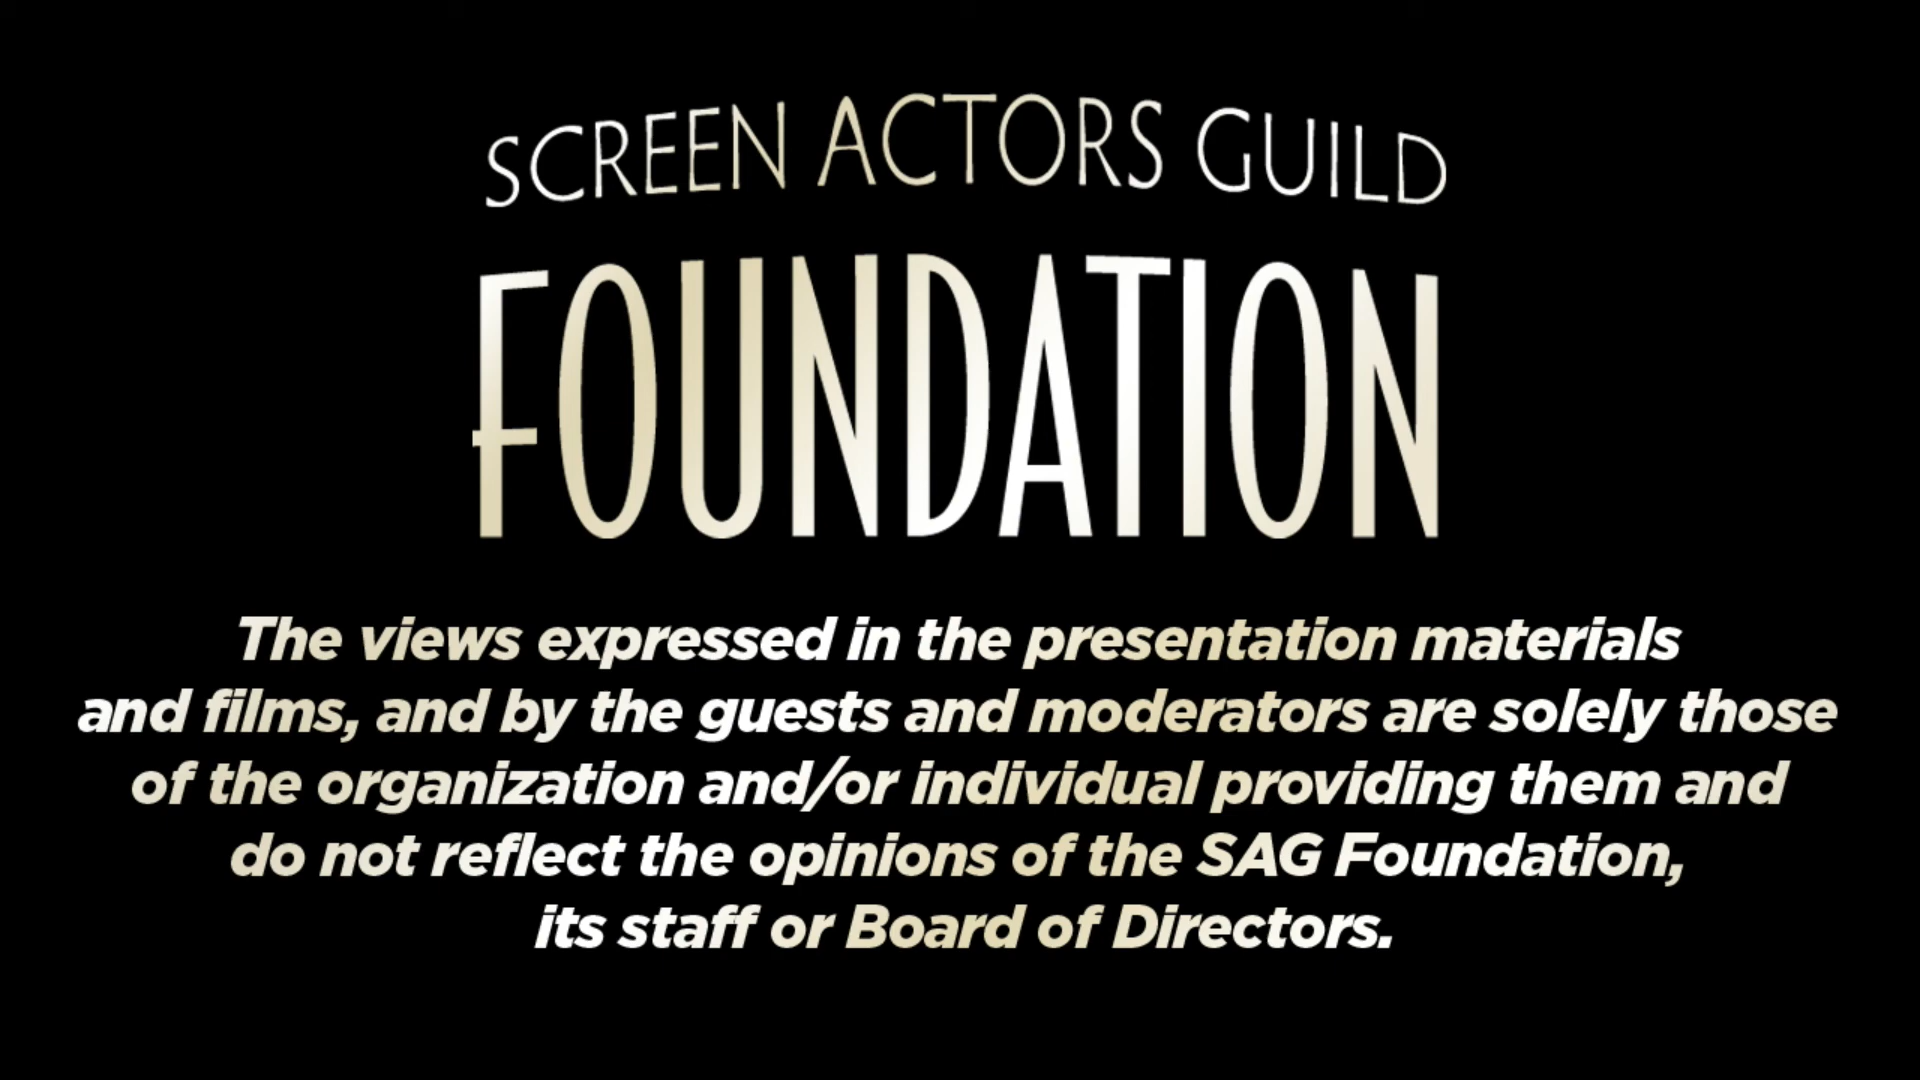 SCREEN ACTORS GUILD
FOUNDATION
The views expressed in the presentation materials
and films, and by the guests and moderators are solely those
of the organization and/or individual providing them and
do not reflect the opinions of the SAG Foundation,
its staff or Board of Directors.